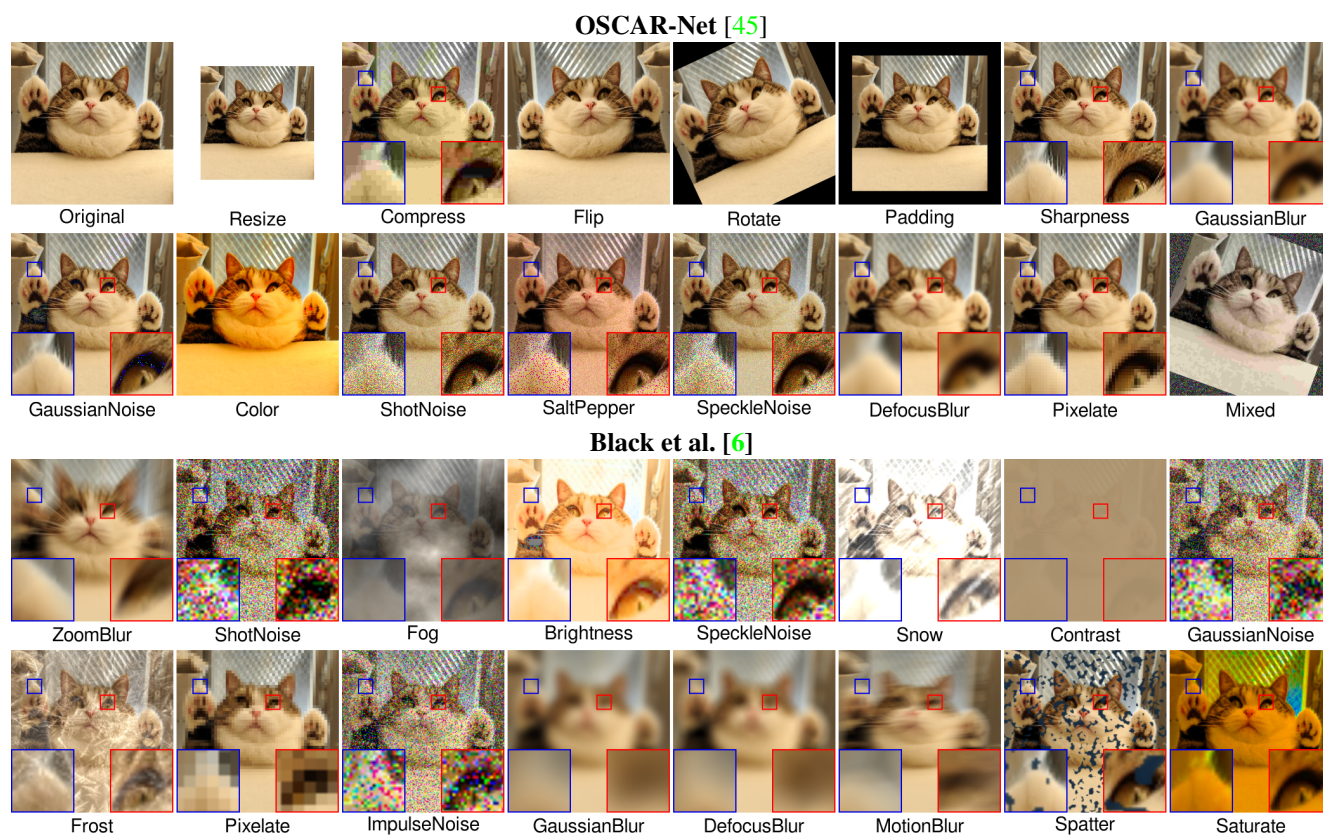 OSCAR-Net [45]
Original Resize Compress Flip Rotate Padding Sharpness GaussianBlur
GaussianNoise Color ShotNoise SaltPepper SpeckleNoise DefocusBlur Pixelate Mixed
Black et al. [6]
ZoomBlur ShotNoise Fog Brightness SpeckleNoise Snow Contrast GaussianNoise
Frost Pixelate ImpulseNoise GaussianBlur DefocusBlur MotionBlur Spatter Saturate